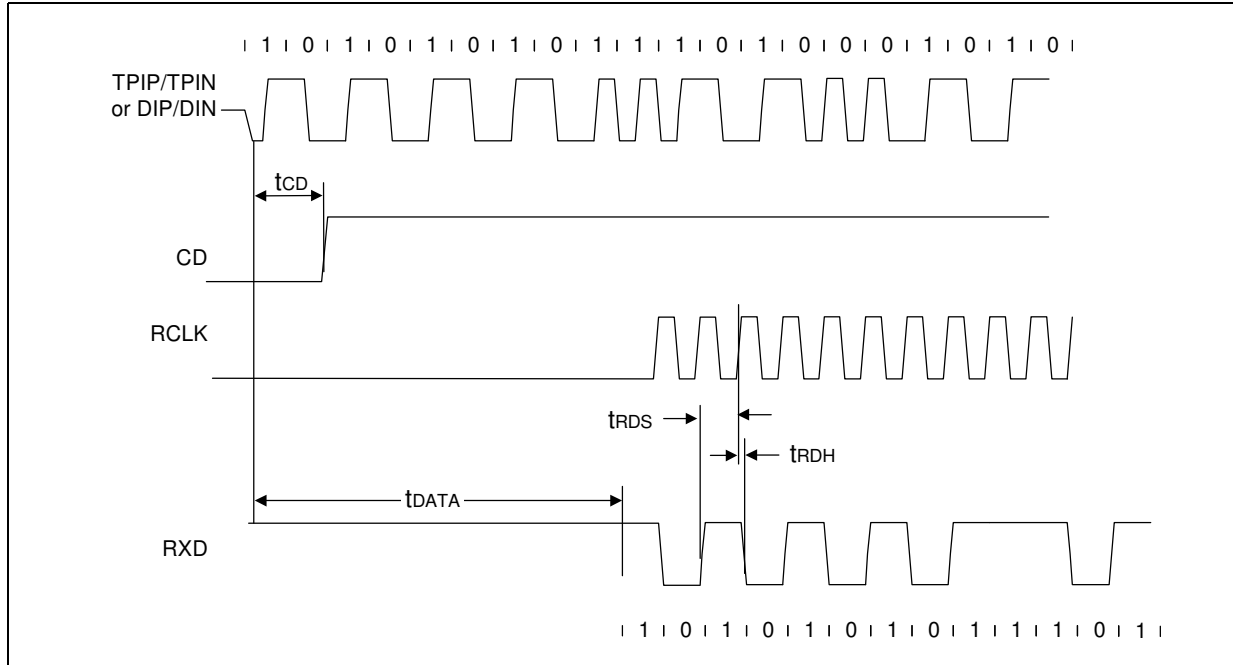 1 0 1 0 1 0 1 0 1 1 1 0 1 0 0 0 1 0 1 0
TPIP/TPIN
or DIP/DIN
tCD
CD
RCLK
tRDS
tRDH
tDATA
RXD
1 0 1 0 1 0 1 0 1 1 1 0 1